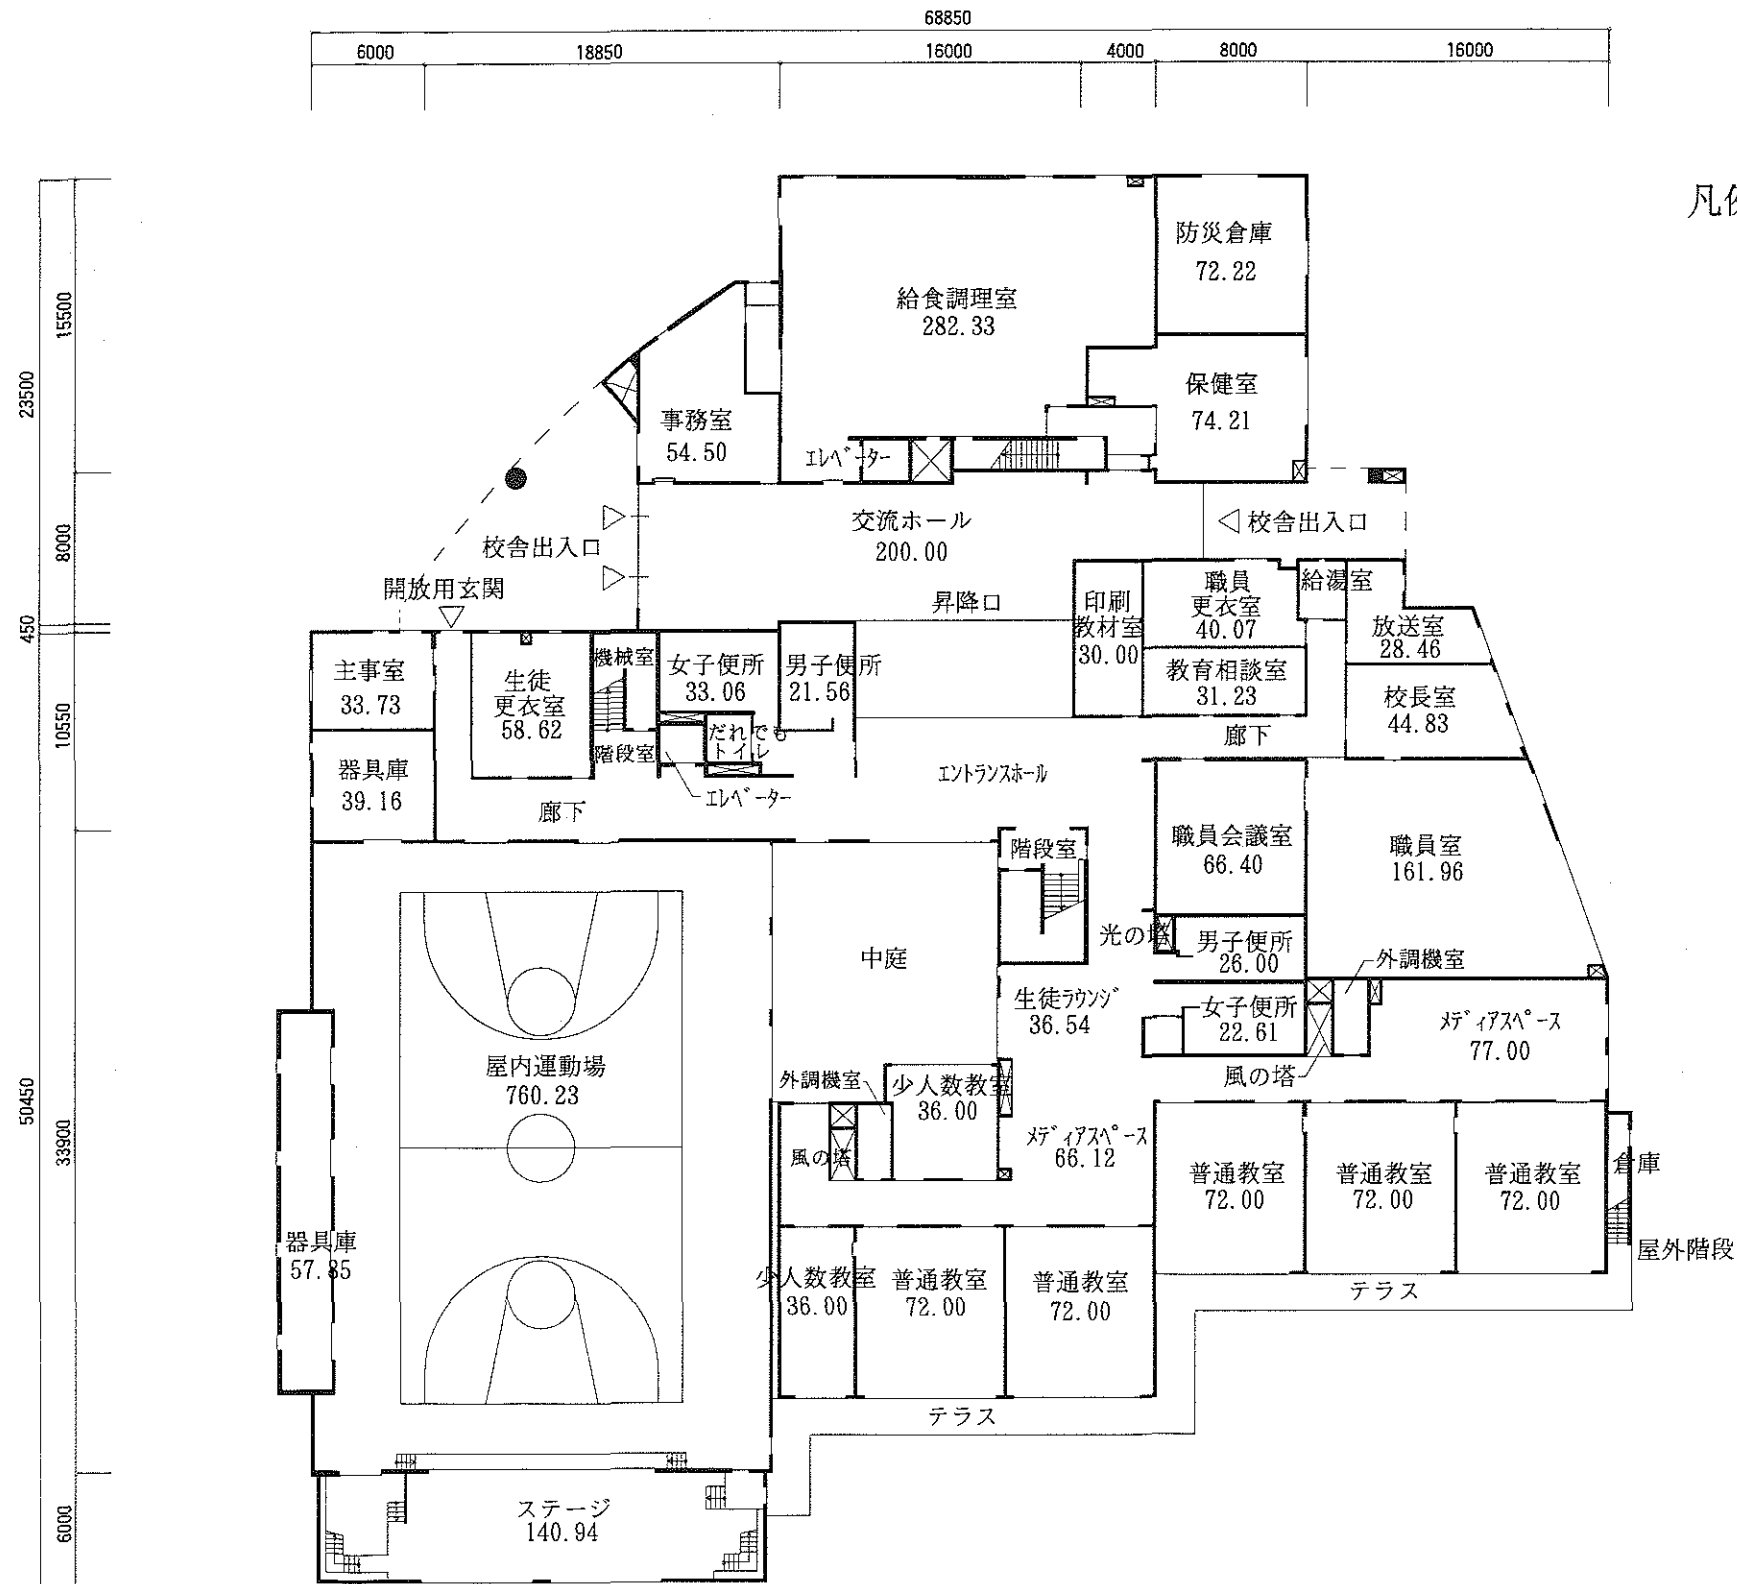 68850
6000
18850
16000
4000
8000
16000
凡
防災倉庫
72.22
給食調理室
282.33
15500
23500
保健室
74.21
事務室
54.50
エレベーター
交流ホール
200.00
校舎出入口
校舎出入口
8000
開放用玄関
昇降口
印刷
教材室
30.00
職員
更衣室
40.07
給湯室
放送室
28.46
450
主事室
33.73
生徒
更衣室
58.62
機械室
女子便所
33.06
男子便所
21.56
教育相談室
31.23
校長室
44.83
10550
だれでも
トイレ
階段室
廊下
器具庫
39.16
エントランスホール
エレベーター
廊下
階段室
職員会議室
66.40
職員室
161.96
中庭
光の塔
男子便所
26.00
外調機室
生徒ラウンジ
36.54
女子便所
22.61
メディアスペース
77.00
屋内運動場
760.23
外調機室
少人数教室
36.00
風の塔
50450
33900
風の塔
メディアスペース
66.12
普通教室
72.00
普通教室
72.00
普通教室
72.00
倉庫
屋外階段
器具庫
57.85
少人数教室
36.00
普通教室
72.00
普通教室
72.00
テラス
テラス
ステージ
140.94
6000